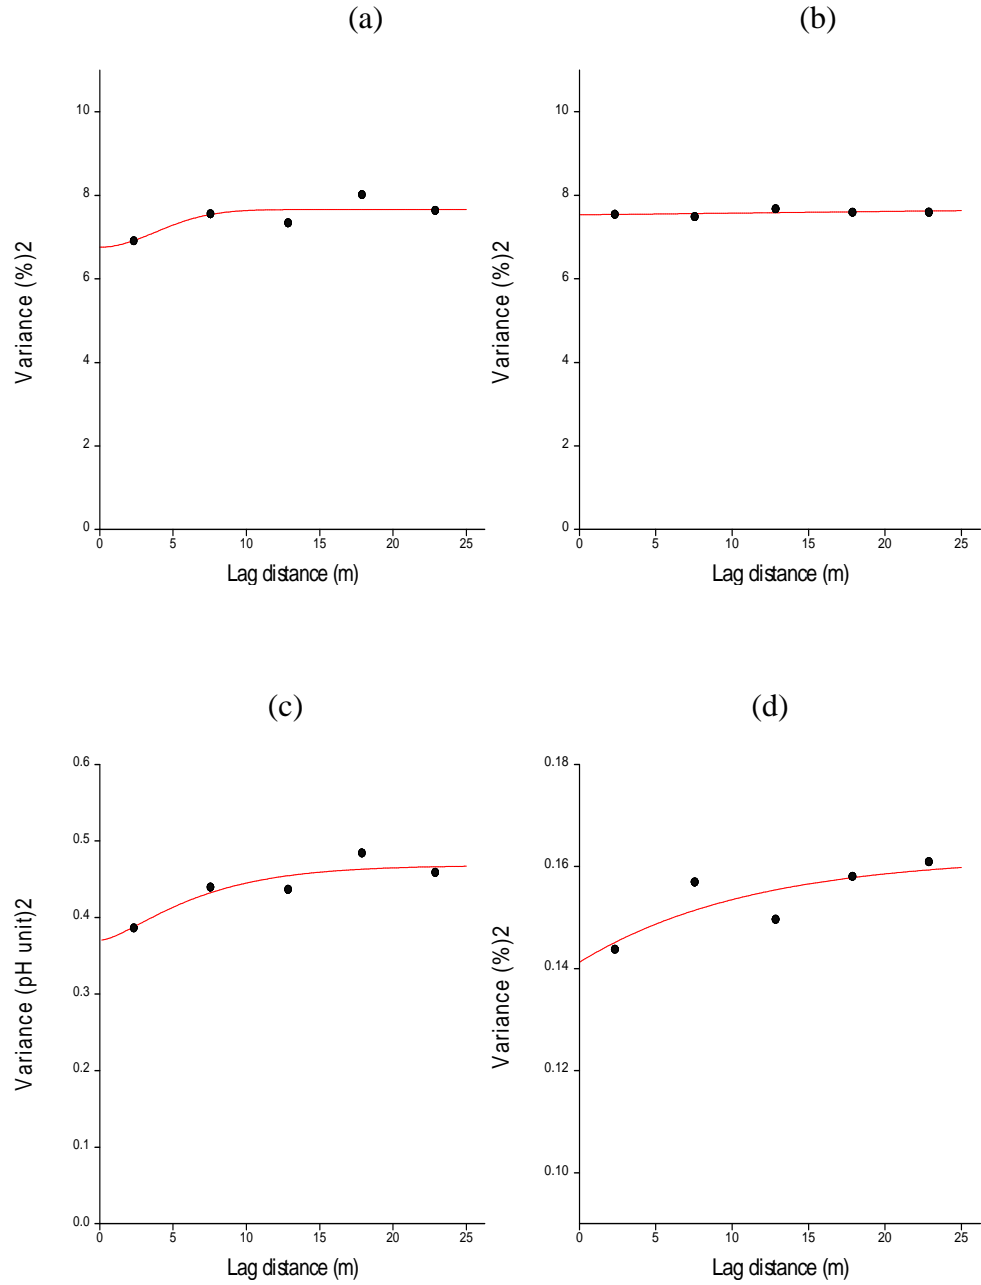 (a)
(b)
10
8
6
4
2
0
0 5 10 15 20 25
Variance (%)2
Lag distance (m)
10
8
6
4
2
0
0 5 10 15 20 25
Variance (%)2
Lag distance (m)
(c)
(d)
0.6
0.5
0.4
0.3
0.2
0.1
0.0
0 5 10 15 20 25
Variance (pH unit)2
Lag distance (m)
0.18
0.16
0.14
0.12
0.10
0 5 10 15 20 25
Variance (%)2
Lag distance (m)